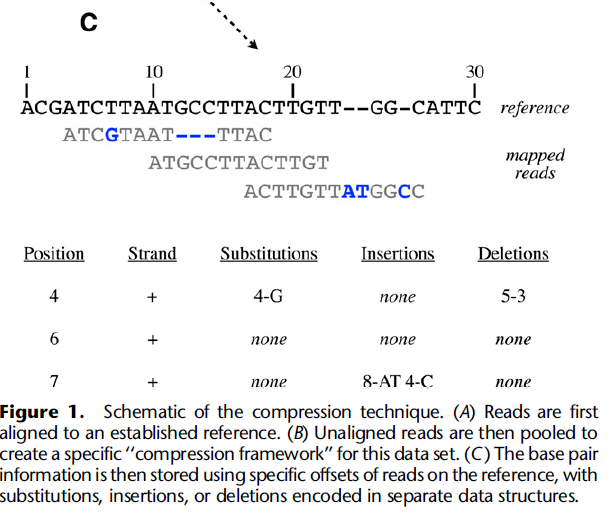 C
1 10 20 30
ACGATCTTAATGCCTTACTTGTT--GG-CATTC reference
ATCGTAAT---TTAC
ATGCCTTACTTGT mapped reads
ACTTGTTATGGCC
Position Strand Substitutions Insertions Deletions
4 + 4-G none 5-3
6 + none none none
7 + none 8-AT 4-C none
Figure 1. Schematic of the compression technique. (A) Reads are first
aligned to an established reference. (B) Unaligned reads are then pooled to
create a specific “compression framework” for this data set. (C) The base pair
information is then stored using specific offsets of reads on the reference, with
substitutions, insertions, or deletions encoded in separate data structures.